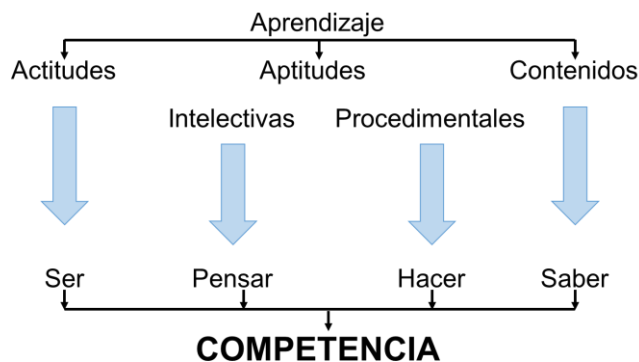 Aprendizaje
Actitudes Aptitudes Contenidos
Intelectivas Procedimentales
Ser Pensar Hacer Saber
COMPETENCIA